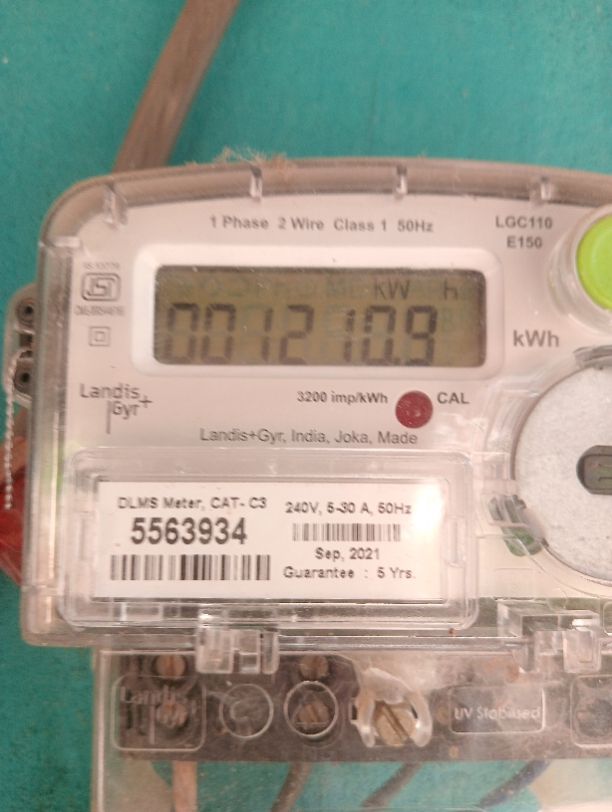 1 Phase 2 Wire Class 1 50Hz
LGC110
E150
kW h
001210.9
kWh
Landis
Gyr+
3200 imp/kWh
CAL
Landis+Gyr, India, Joka, Made
DLMS Meter, CAT- C3
5563934
240V, 5-30 A, 50Hz
Sep, 2021
Guarantee : 5 Yrs.
Landis
UV Stabilised